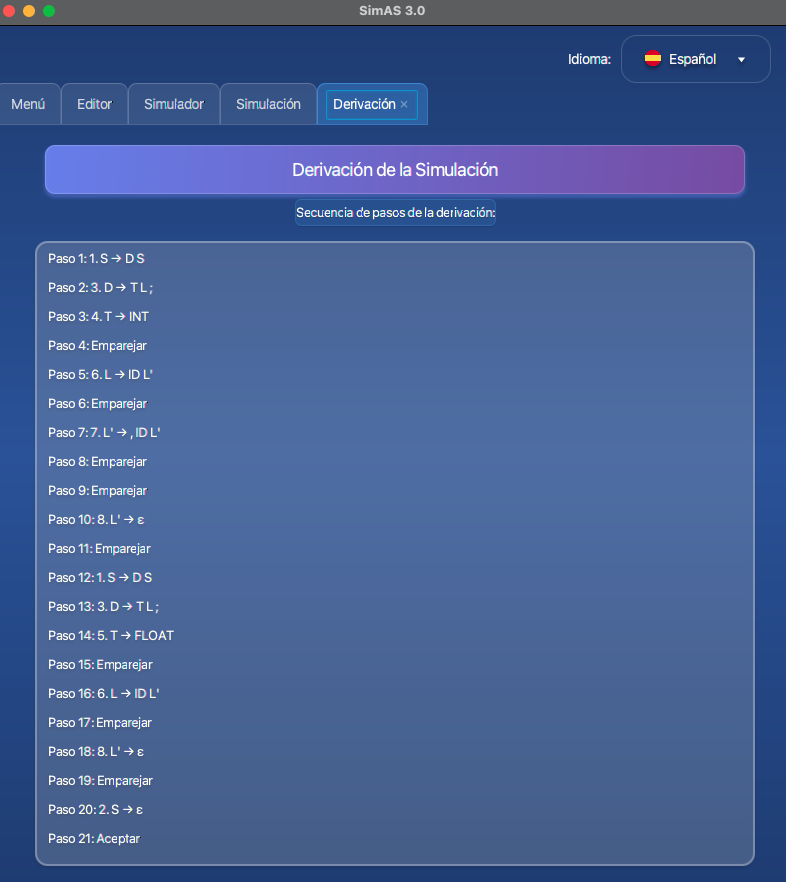 SimAS 3.0
Idioma: Español
Menú Editor Simulador Simulación Derivación ×
Derivación de la Simulación
Secuencia de pasos de la derivación:
Paso 1: 1. S → D S
Paso 2: 3. D → T L ;
Paso 3: 4. T → INT
Paso 4: Emparejar
Paso 5: 6. L → ID L'
Paso 6: Emparejar
Paso 7: 7. L' → , ID L'
Paso 8: Emparejar
Paso 9: Emparejar
Paso 10: 8. L' → ε
Paso 11: Emparejar
Paso 12: 1. S → D S
Paso 13: 3. D → T L ;
Paso 14: 5. T → FLOAT
Paso 15: Emparejar
Paso 16: 6. L → ID L'
Paso 17: Emparejar
Paso 18: 8. L' → ε
Paso 19: Emparejar
Paso 20: 2. S → ε
Paso 21: Aceptar